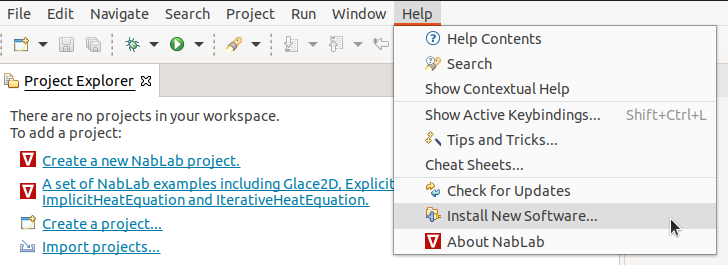 File Edit Navigate Search Project Run Window Help
Project Explorer
There are no projects in your workspace.
To add a project:
Create a new NabLab project.
A set of NabLab examples including Glace2D, Explicit
ImplicitHeatEquation and IterativeHeatEquation.
Create a project...
Import projects...
Help Contents
Search
Show Contextual Help
Show Active Keybindings... Shift+Ctrl+L
Tips and Tricks...
Cheat Sheets...
Check for Updates
Install New Software...
About NabLab